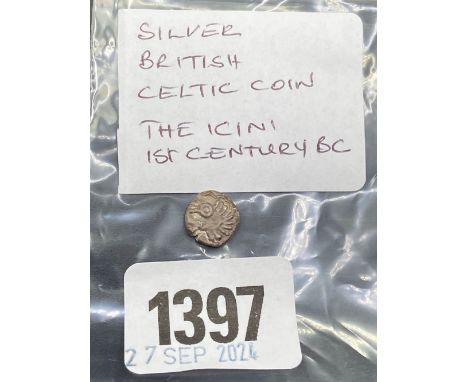 SILVER
BRITISH
CELTIC COIN
THE ICINI
1ST CENTURY BC
1397
27 SEP 2024